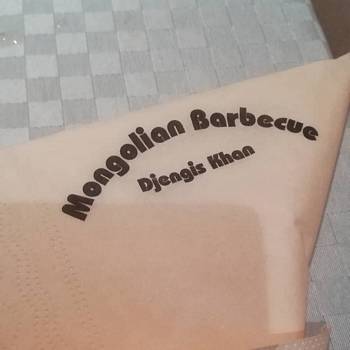 Mongolian Barbecue
Djengis Khan